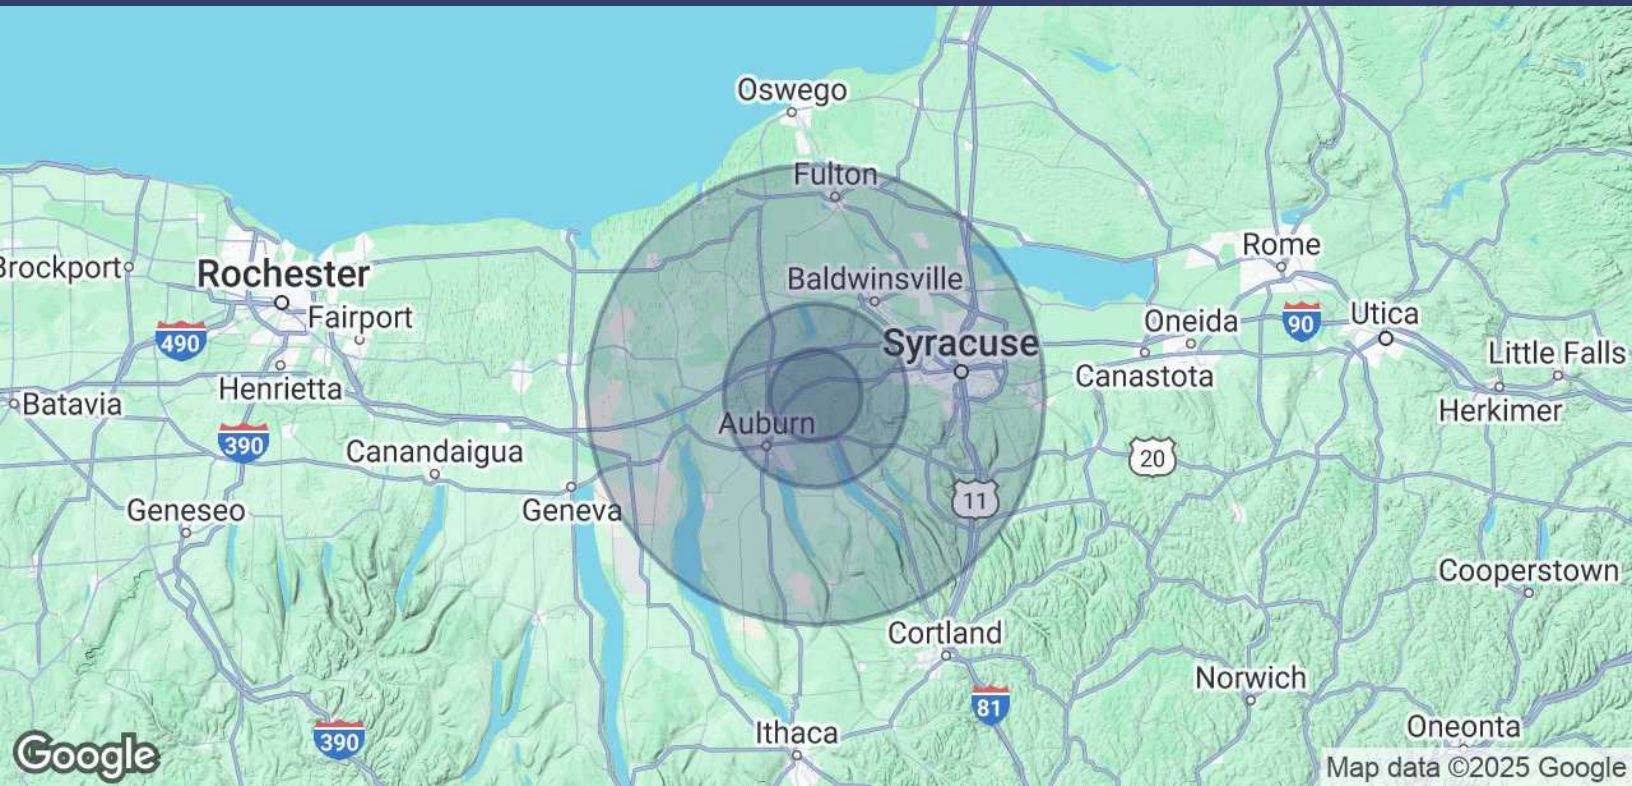 Oswego
Fulton
Rome
Brockport
Rochester
Baldwinsville
Fairport
Utica
Oneida
90
490
Syracuse
Little Falls
Henrietta
Canastota
Batavia
Herkimer
Auburn
390
Canandaigua
20
11
Geneseo
Geneva
Cooperstown
Cortland
Norwich
81
Ithaca
Oneonta
390
Google
Map data ©2025 Google